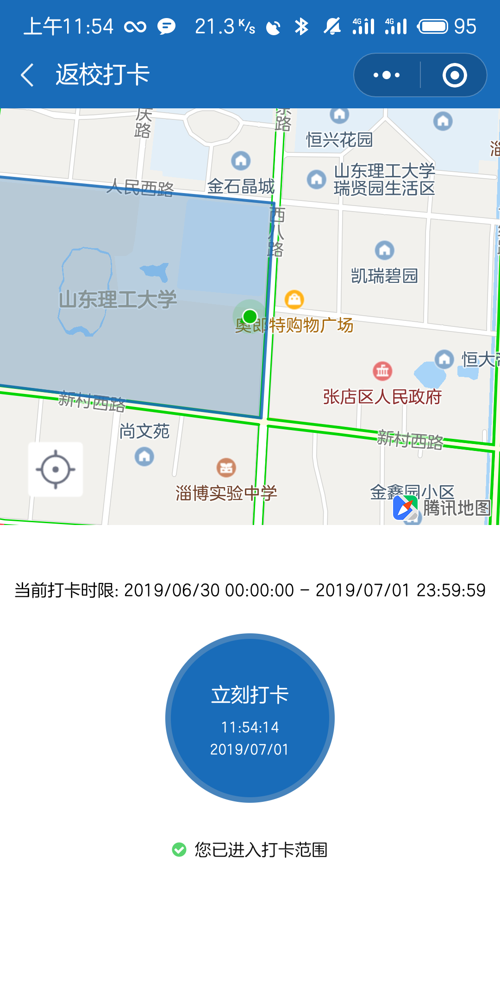 上午11:54
21.3 K/s
4G
4G
95
返校打卡
东路
庆路
恒兴花园
淄
山东理工大学
瑞贤园生活区
人民西路
金石晶城
西八路
凯瑞碧园
山东理工大学
奥郎特购物广场
恒大帝
张店区人民政府
新村西路
尚文苑
新村西路
淄博实验中学
金鑫园小区
腾讯地图
当前打卡时限: 2019/06/30 00:00:00 - 2019/07/01 23:59:59
立刻打卡
11:54:14
2019/07/01
您已进入打卡范围